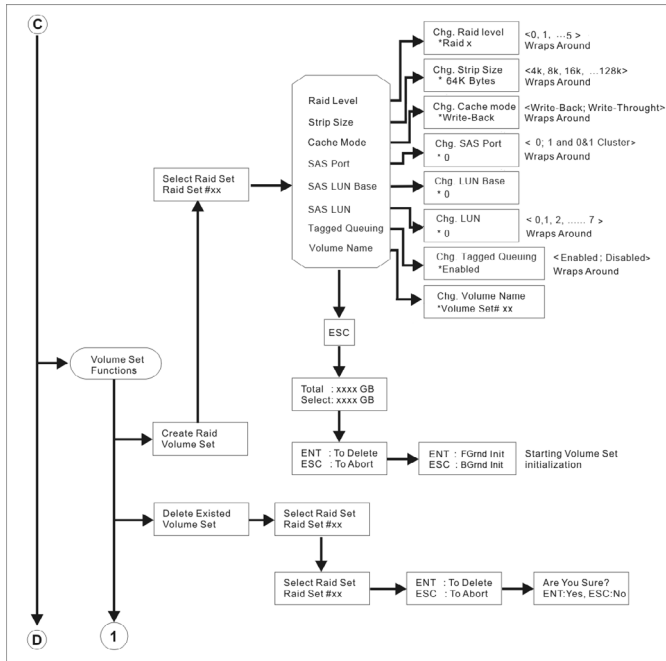 C
Chg. Raid level
*Raid x
<0, 1, ...5 >
Wraps Around
Chg. Strip Size
* 64K Bytes
<4k, 8k, 16k, ...128k>
Wraps Around
Chg. Cache mode
*Write-Back
<Write-Back; Write-Throught>
Wraps Around
Chg. SAS Port
* 0
< 0; 1 and 0&1 Cluster>
Wraps Around
Chg. LUN Base
* 0
Chg. LUN
* 0
< 0,1, 2, ...... 7 >
Wraps Around
Chg. Tagged Queuing
*Enabled
<Enabled; Disabled>
Wraps Around
Chg. Volume Name
*Volume Set# xx
Raid Level
Strip Size
Cache Mode
SAS Port
SAS LUN Base
SAS LUN
Tagged Queuing
Volume Name
Select Raid Set
Raid Set #xx
ESC
Volume Set
Functions
Total : xxxx GB
Select: xxxx GB
Create Raid
Volume Set
ENT : To Delete
ESC : To Abort
ENT : FGrnd Init
ESC : BGrnd Init
Starting Volume Set
initialization
Delete Existed
Volume Set
Select Raid Set
Raid Set #xx
Select Raid Set
Raid Set #xx
ENT : To Delete
ESC : To Abort
Are You Sure?
ENT:Yes, ESC:No
D
1